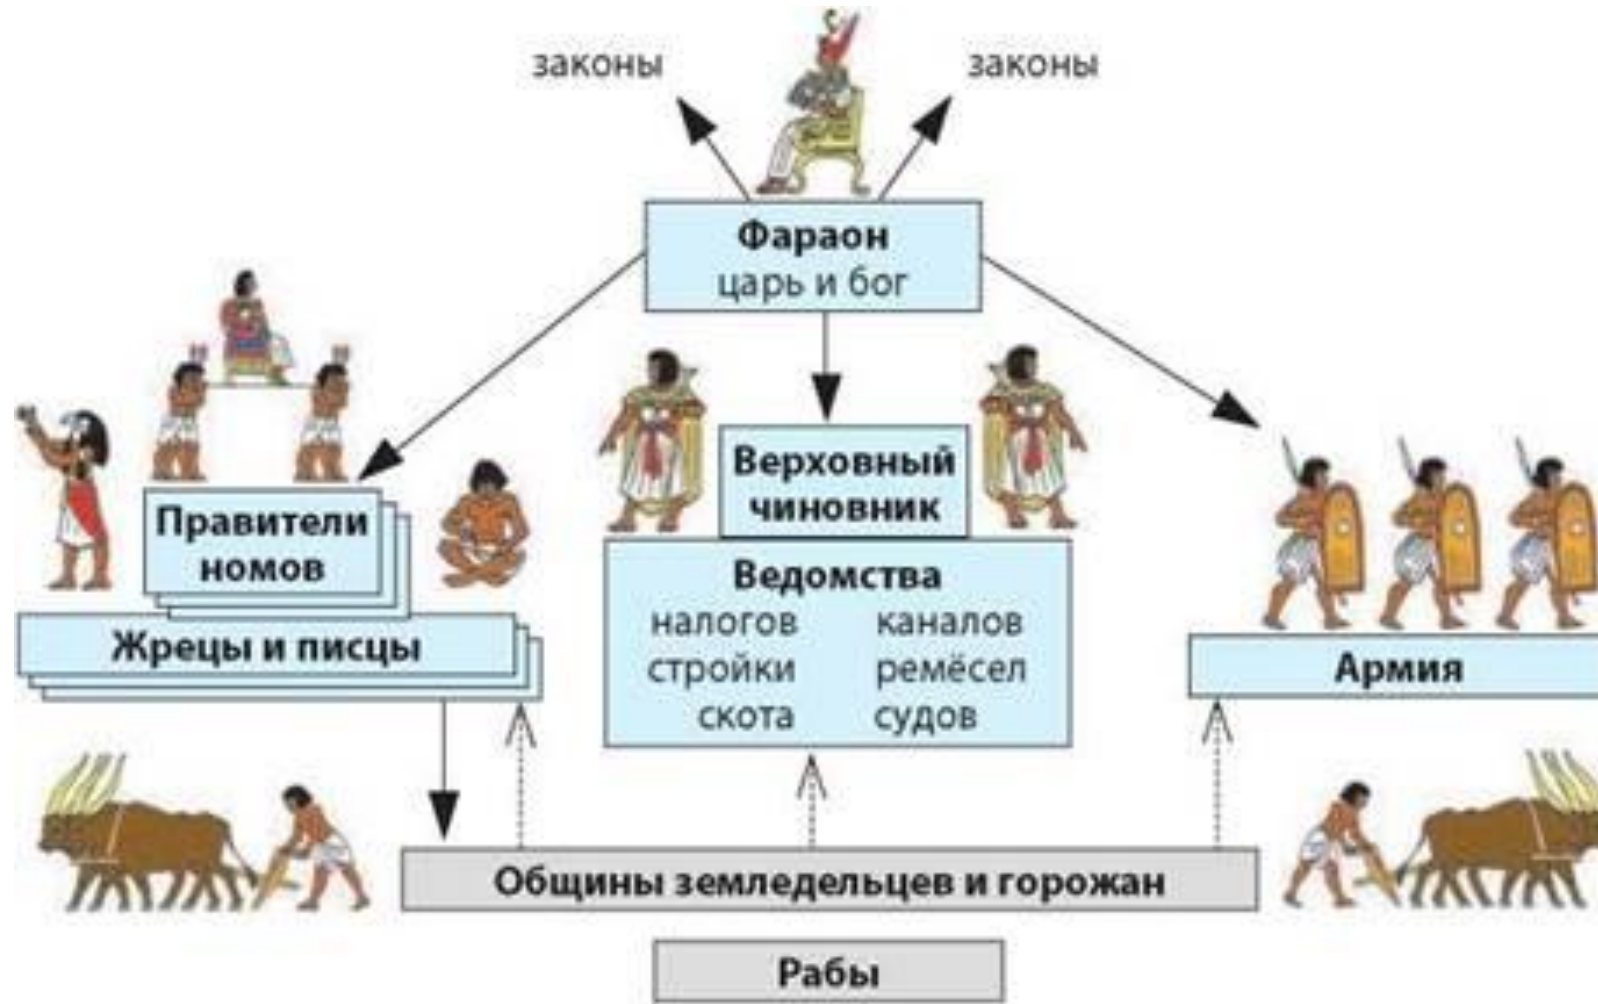 законы
законы
Фараон
царь и бог
Правители
номов
Жрецы и писцы
Верховный
чиновник
Ведомства
налогов каналов
стройки ремёсел
скота судов
Армия
Общины земледельцев и горожан
Рабы